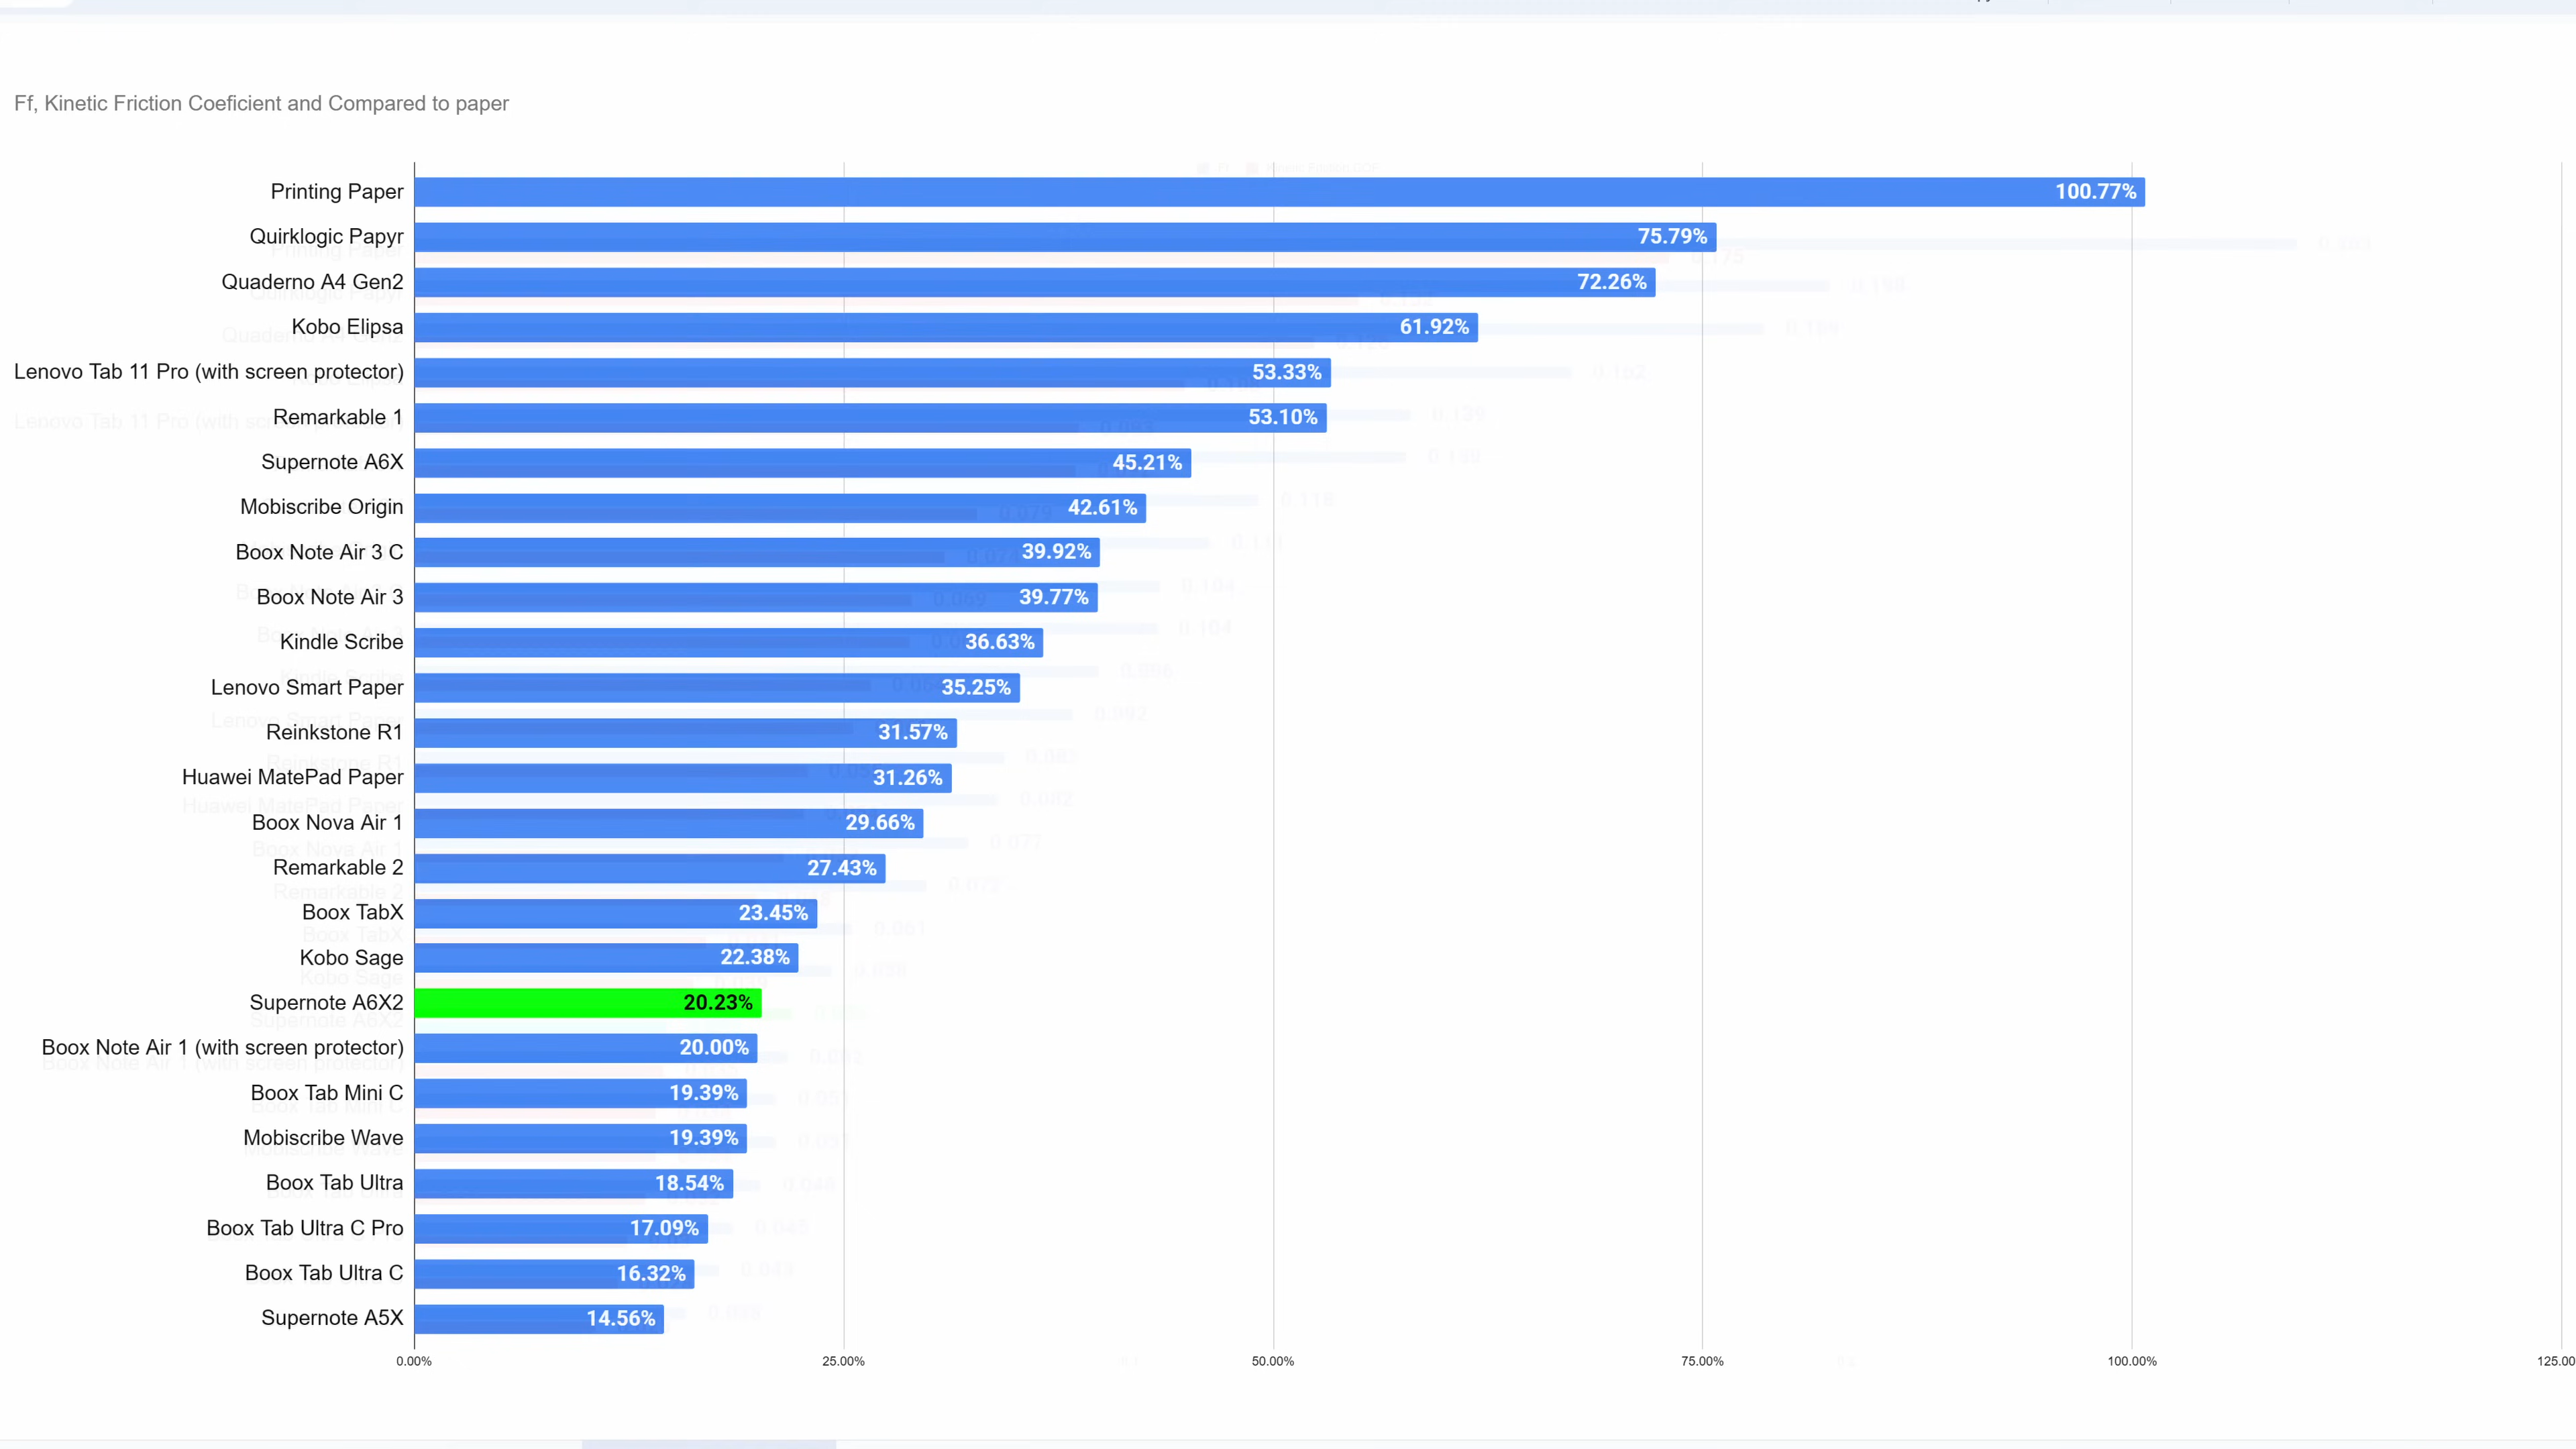 Ff, Kinetic Friction Coeficient and Compared to paper
Printing Paper 100.77%
Quirklogic Papyr 75.79%
Quaderno A4 Gen2 72.26%
Kobo Elipsa 61.92%
Lenovo Tab 11 Pro (with screen protector) 53.33%
Remarkable 1 53.10%
Supernote A6X 45.21%
Mobiscribe Origin 42.61%
Boox Note Air 3 C 39.92%
Boox Note Air 3 39.77%
Kindle Scribe 36.63%
Lenovo Smart Paper 35.25%
Reinkstone R1 31.57%
Huawei MatePad Paper 31.26%
Boox Nova Air 1 29.66%
Remarkable 2 27.43%
Boox TabX 23.45%
Kobo Sage 22.38%
Supernote A6X2 20.23%
Boox Note Air 1 (with screen protector) 20.00%
Boox Tab Mini C 19.39%
Mobiscribe Wave 19.39%
Boox Tab Ultra 18.54%
Boox Tab Ultra C Pro 17.09%
Boox Tab Ultra C 16.32%
Supernote A5X 14.56%
0.00% 25.00% 50.00% 75.00% 100.00% 125.00